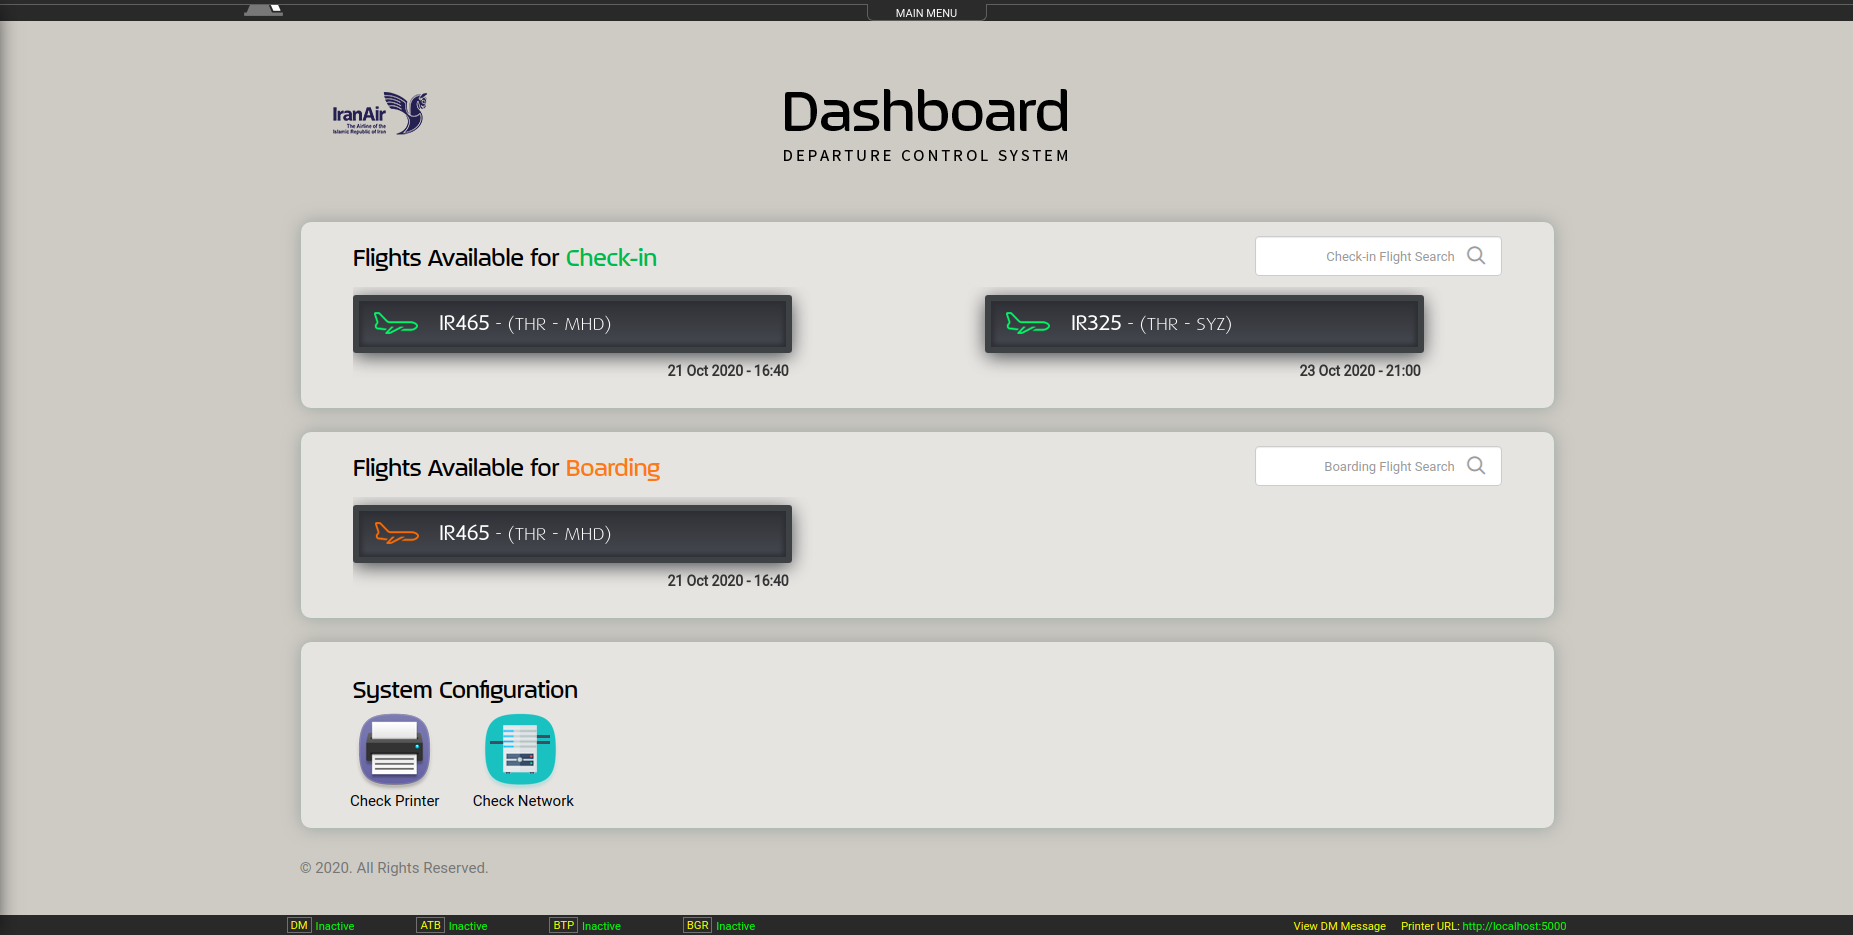 MAIN MENU
IranAir
The Airline of the
Islamic Republic of Iran
Dashboard
DEPARTURE CONTROL SYSTEM
Flights Available for Check-in
Check-in Flight Search
IR465 - (THR - MHD)
21 Oct 2020 - 16:40
IR325 - (THR - SYZ)
23 Oct 2020 - 21:00
Flights Available for Boarding
Boarding Flight Search
IR465 - (THR - MHD)
21 Oct 2020 - 16:40
System Configuration
Check Printer
Check Network
© 2020. All Rights Reserved.
DM Inactive ATB Inactive BTP Inactive BGR Inactive View DM Message Printer URL: http://localhost:5000